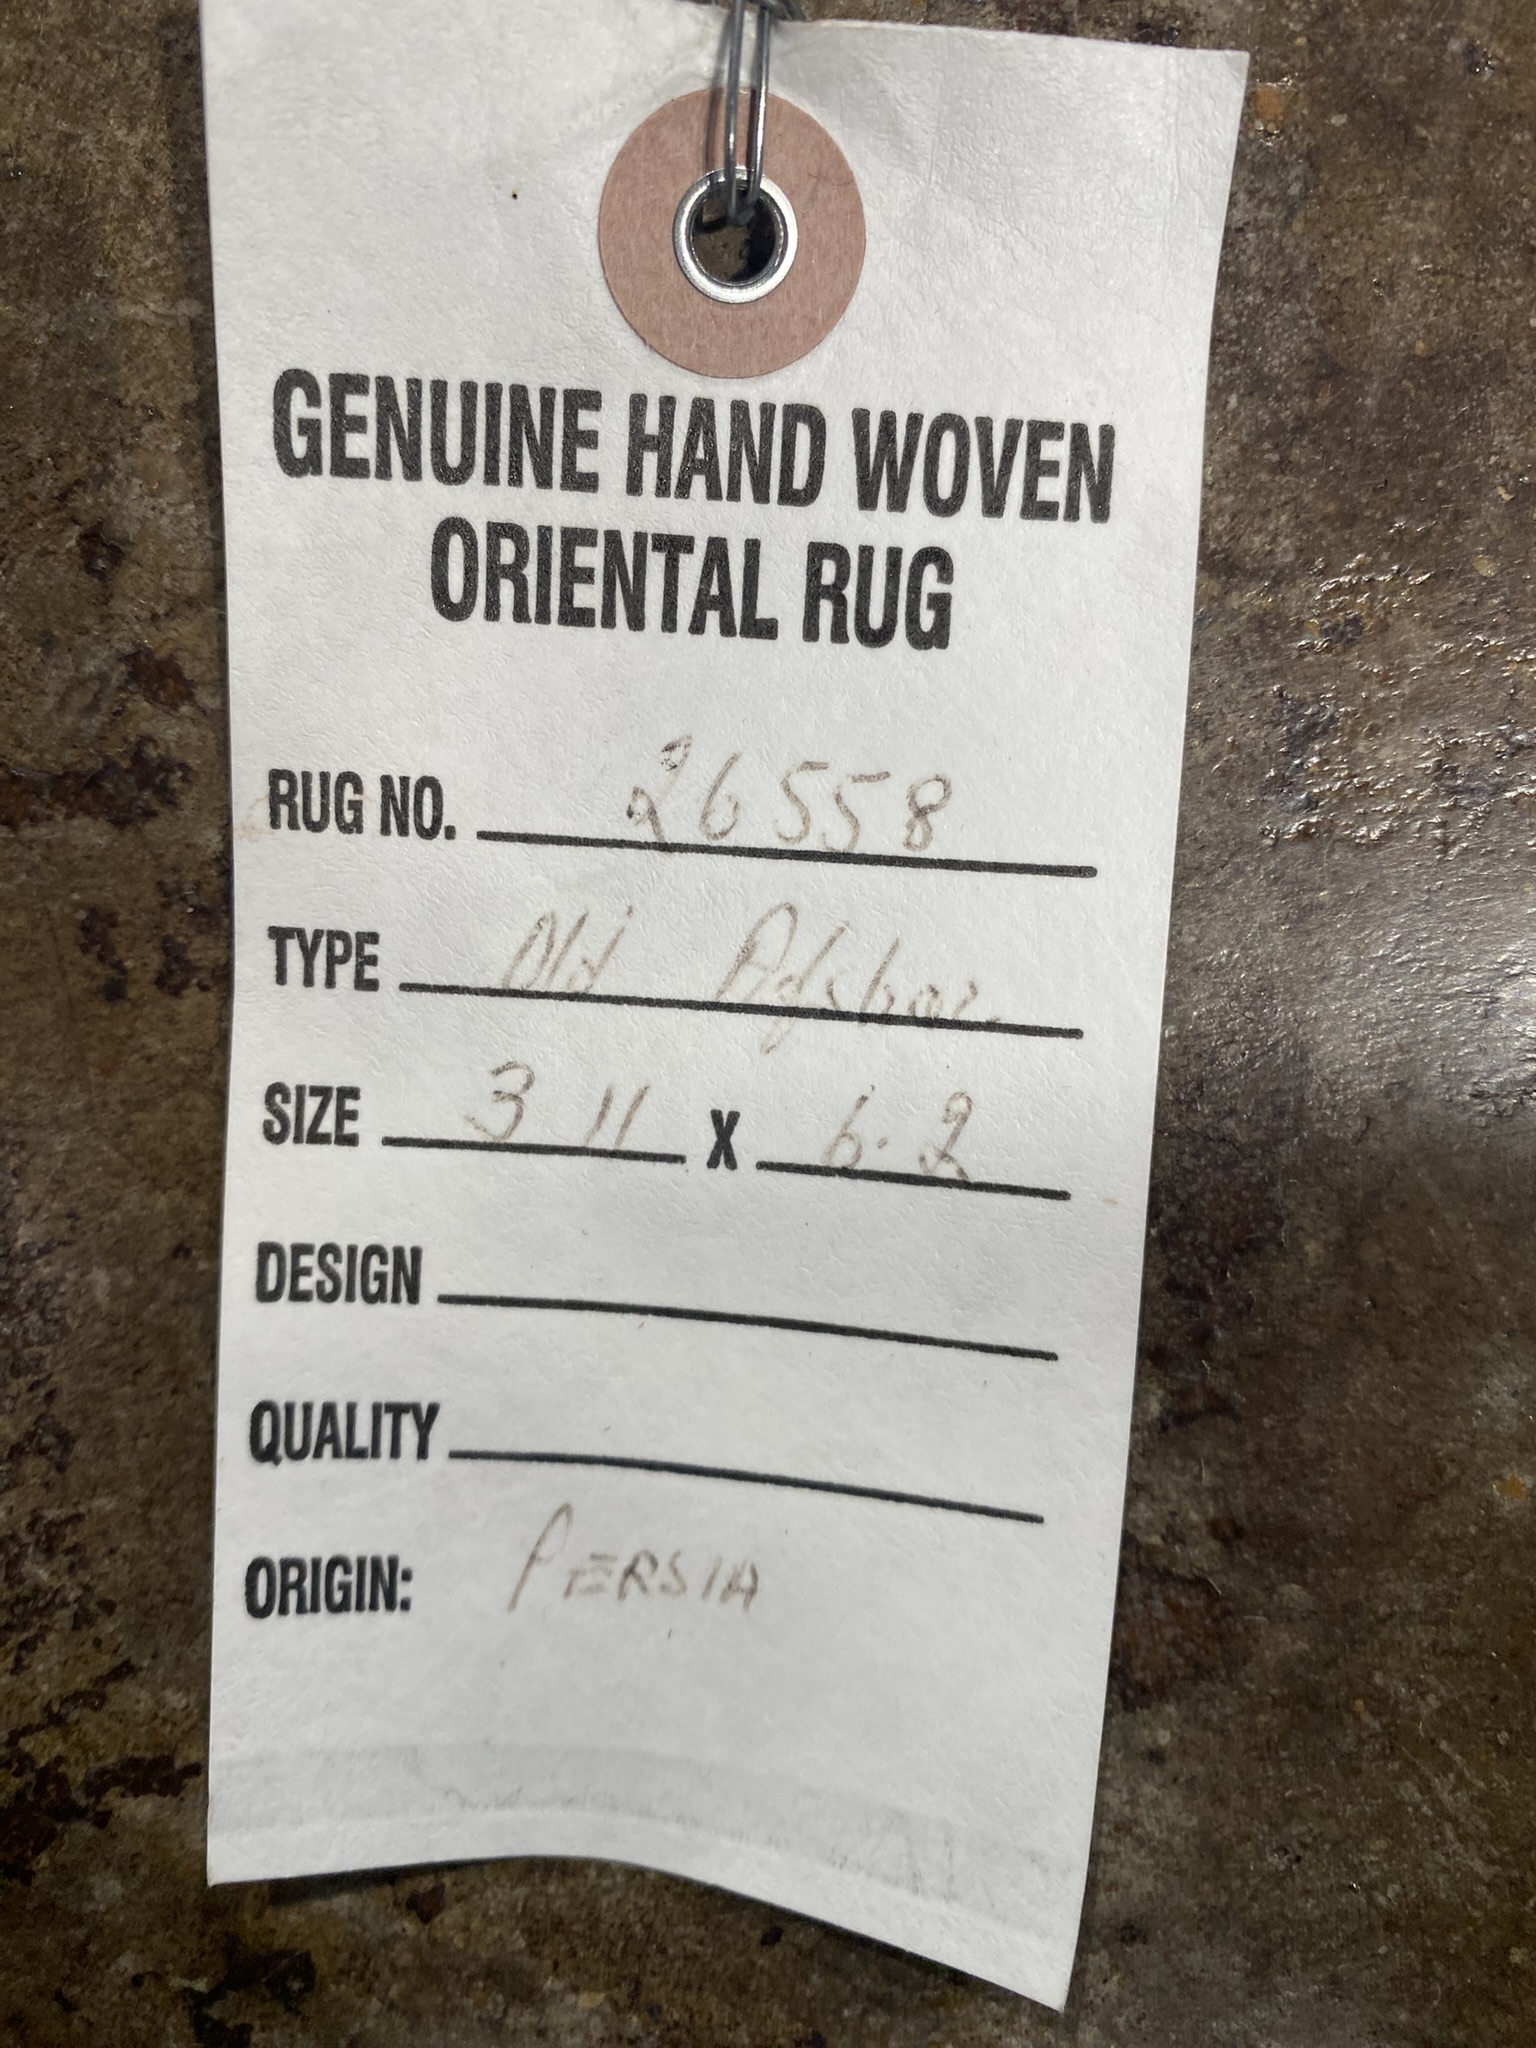 GENUINE HAND WOVEN
ORIENTAL RUG
RUG NO. 26558
TYPE Old Afshar.
SIZE 3 11 X 6.2
DESIGN
QUALITY
ORIGIN: PERSIA